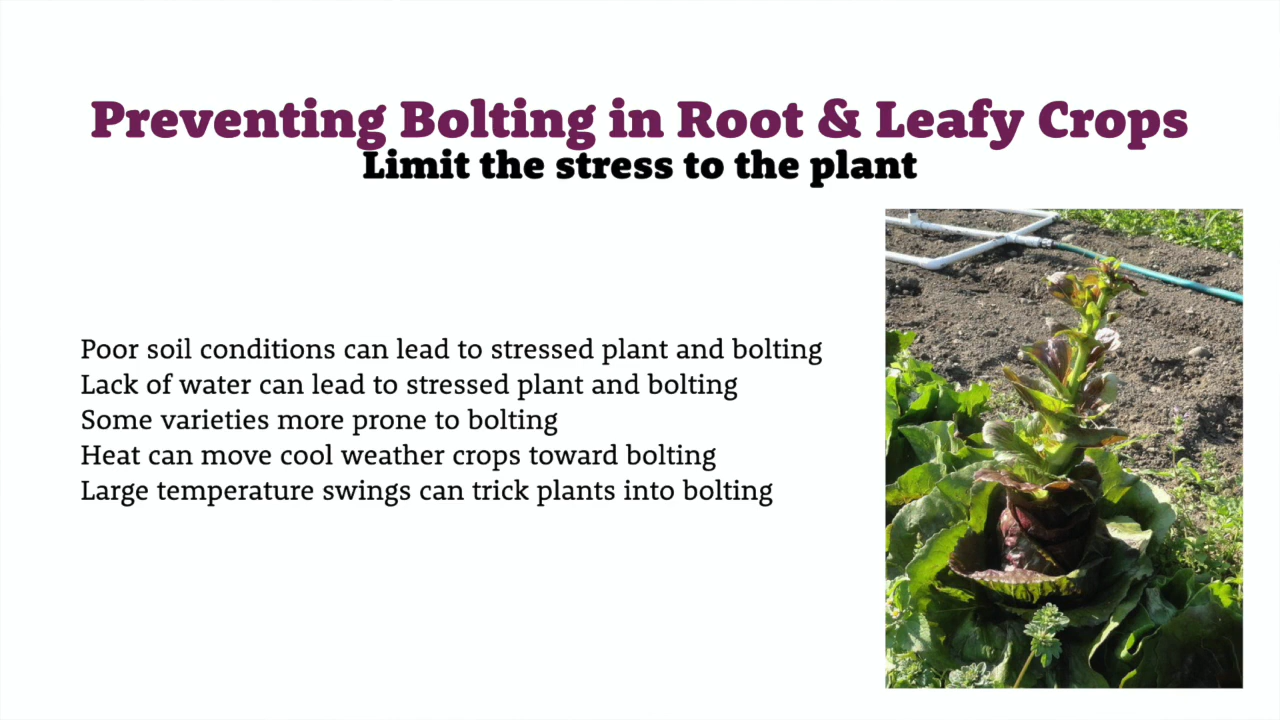 Preventing Bolting in Root & Leafy Crops
Limit the stress to the plant
Poor soil conditions can lead to stressed plant and bolting
Lack of water can lead to stressed plant and bolting
Some varieties more prone to bolting
Heat can move cool weather crops toward bolting
Large temperature swings can trick plants into bolting